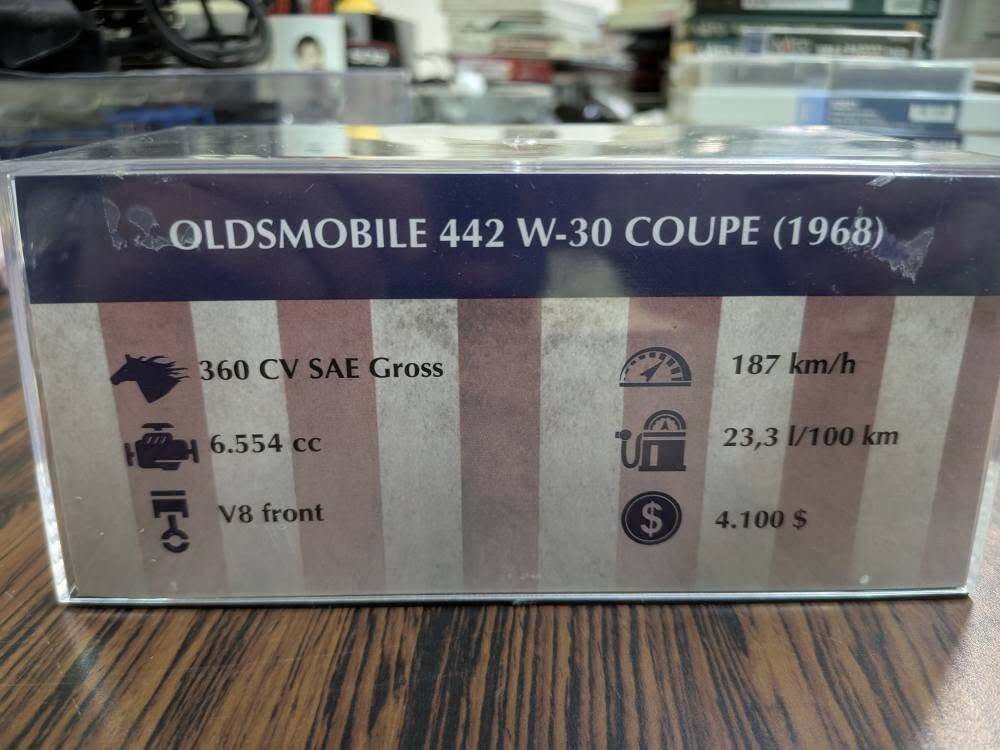 OLDSMOBILE 442 W-30 COUPE (1968)
360 CV SAE Gross
187 km/h
6.554 cc
23,3 l/100 km
V8 front
$
4.100 $